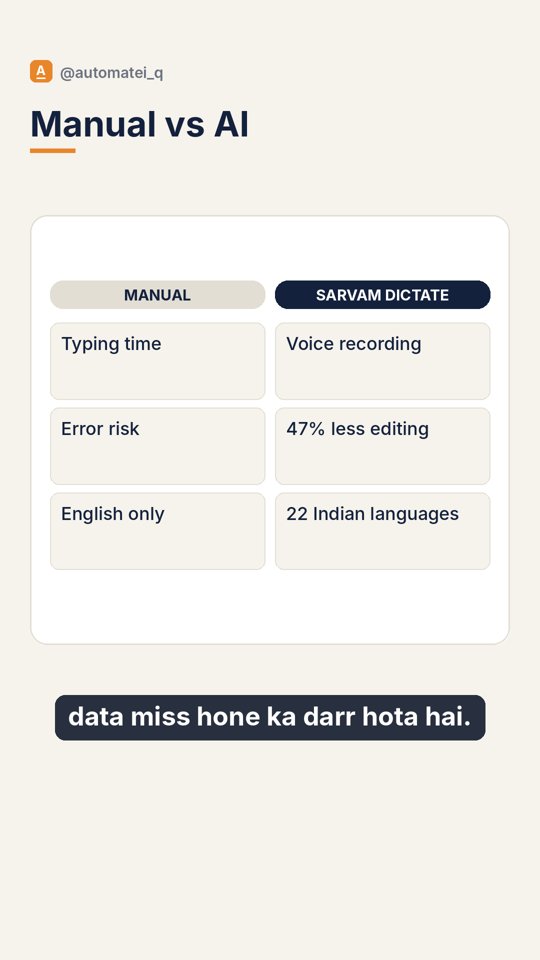 A @automatei_q
Manual vs AI
MANUAL
SARVAM DICTATE
Typing time
Voice recording
Error risk
47% less editing
English only
22 Indian languages
data miss hone ka darr hota hai.